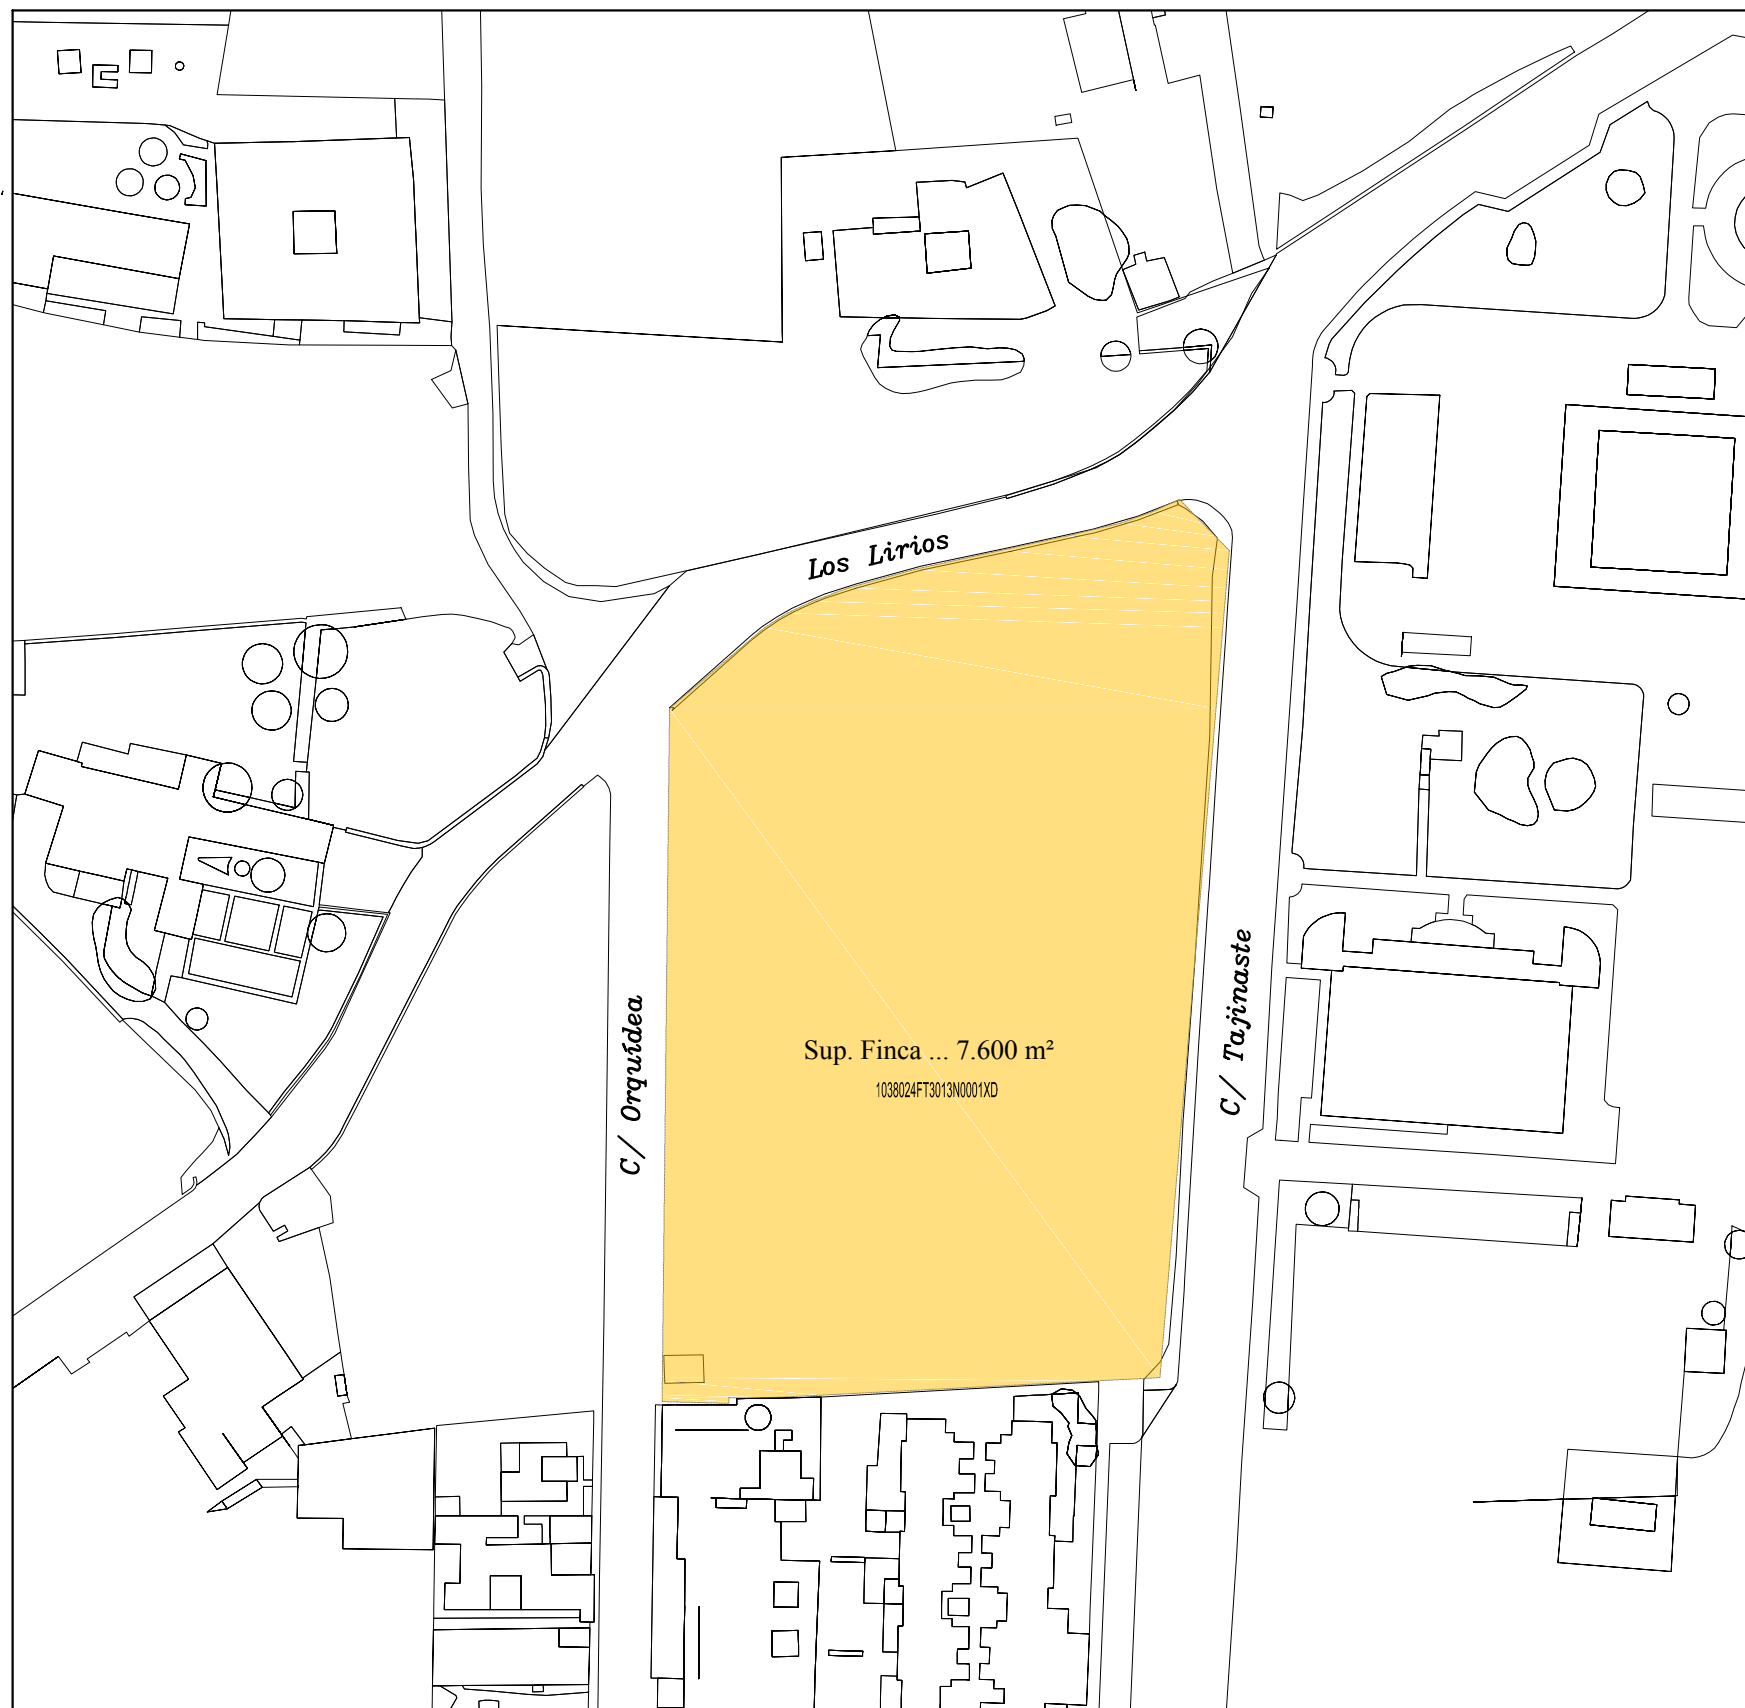 Los Lirios
C/ Orquídea
C/ Tajinaste
Sup. Finca ... 7.600 m²
1038024FT3013N0001XD